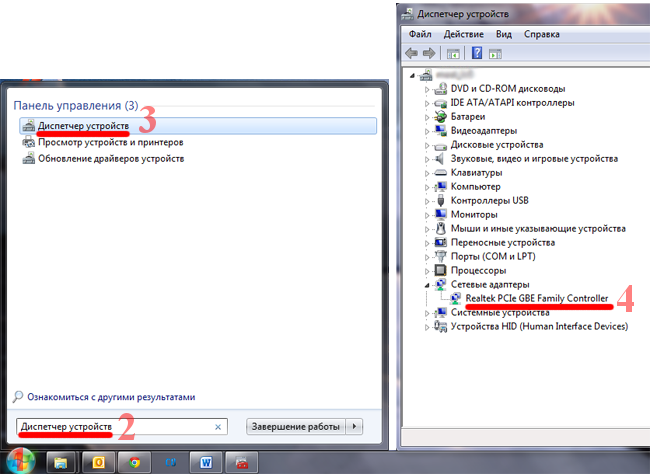 Панель управления (3)
Диспетчер устройств
3
Просмотр устройств и принтеров
Обновление драйверов устройств
Ознакомиться с другими результатами
Диспетчер устройств
2
Завершение работы
Диспетчер устройств
Файл Действие Вид Справка
DVD и CD-ROM дисководы
IDE ATA/ATAPI контроллеры
Батареи
Видеоадаптеры
Дисковые устройства
Звуковые, видео и игровые устройства
Клавиатуры
Компьютер
Контроллеры USB
Мониторы
Мыши и иные указывающие устройства
Переносные устройства
Порты (COM и LPT)
Процессоры
Сетевые адаптеры
Realtek PCIe GBE Family Controller
4
Системные устройства
Устройства HID (Human Interface Devices)